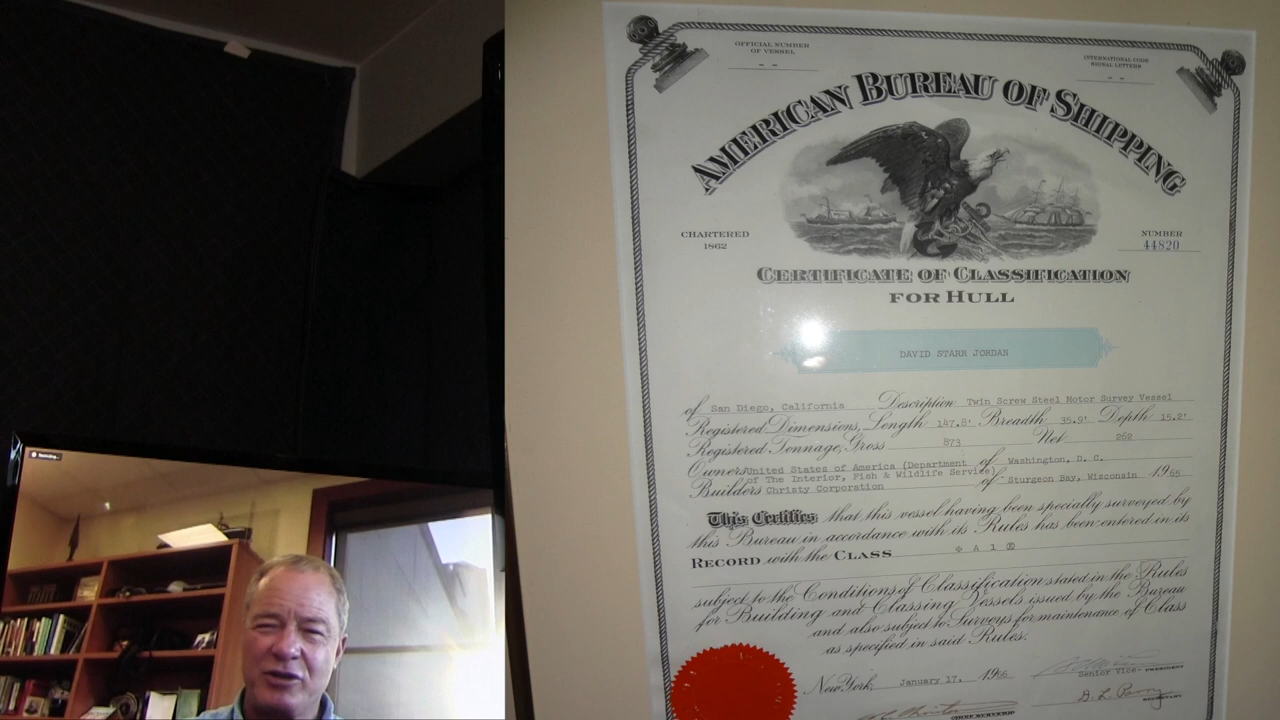 Recording...
OFFICIAL NUMBER
OF VESSEL
INTERNATIONAL CODE
SIGNAL LETTERS
AMERICAN BUREAU OF SHIPPING
CHARTERED
1862
NUMBER
44820
CERTIFICATE OF CLASSIFICATION
FOR HULL
DAVID STARR JORDAN
of San Diego, California Description Twin Screw Steel Motor Survey Vessel
Registered Dimensions, Length 147.8' Breadth 35.9' Depth 15.2'
Registered Tonnage, Gross 873 Net 262
Owners United States of America (Department of Washington, D. C.
of The Interior, Fish & Wildlife Service)
Builders Christy Corporation of Sturgeon Bay, Wisconsin 1965
This Certifies that this vessel having been specially surveyed by
this Bureau in accordance with its Rules has been entered in its
RECORD with the CLASS ✠ A 1 Ⓔ
subject to the Conditions of Classification stated in the Rules
for Building and Classing Vessels issued by the Bureau
and also subject to Surveys for maintenance of Class
as specified in said Rules.
New York, January 17, 1966
Senior Vice- PRESIDENT
SECRETARY